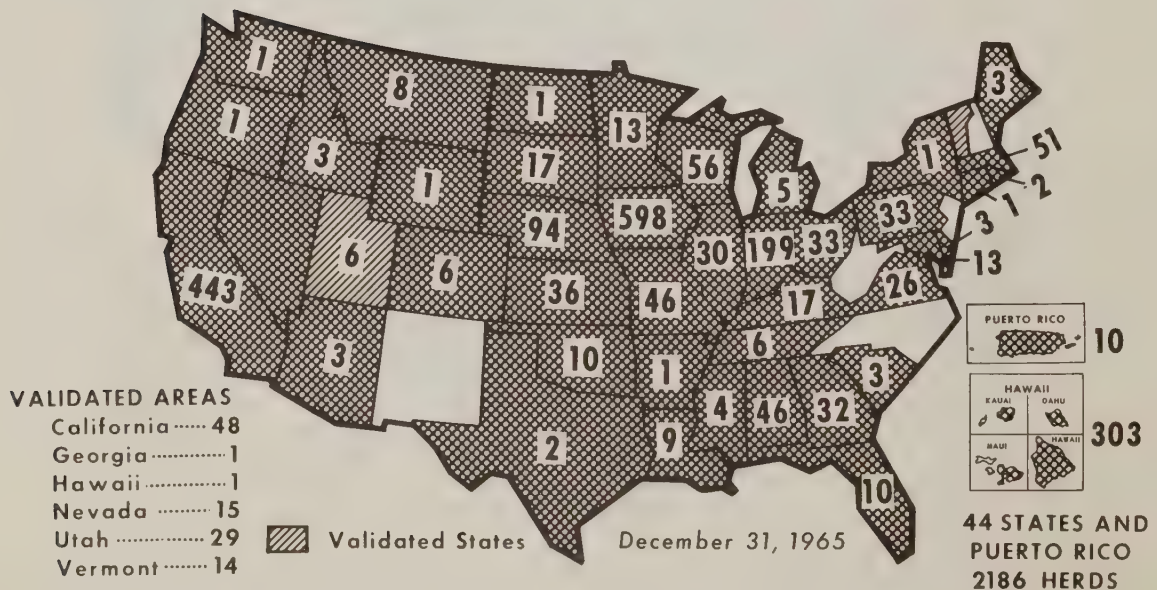 1
8
1
13
3
1
3
17
56
1
51
1
5
2
94
598
33
1
3
6
6
30
199
33
13
443
36
46
17
26
PUERTO RICO
10
3
10
1
6
3
HAWAII
KAUAI
OAHU
MAUI
HAWAII
303
2
9
4
46
32
10
VALIDATED AREAS
California ...... 48
Georgia ............... 1
Hawaii ................ 1
Nevada ........ 15
Utah ............ 29
Vermont ....... 14
Validated States
December 31, 1965
44 STATES AND
PUERTO RICO
2186 HERDS